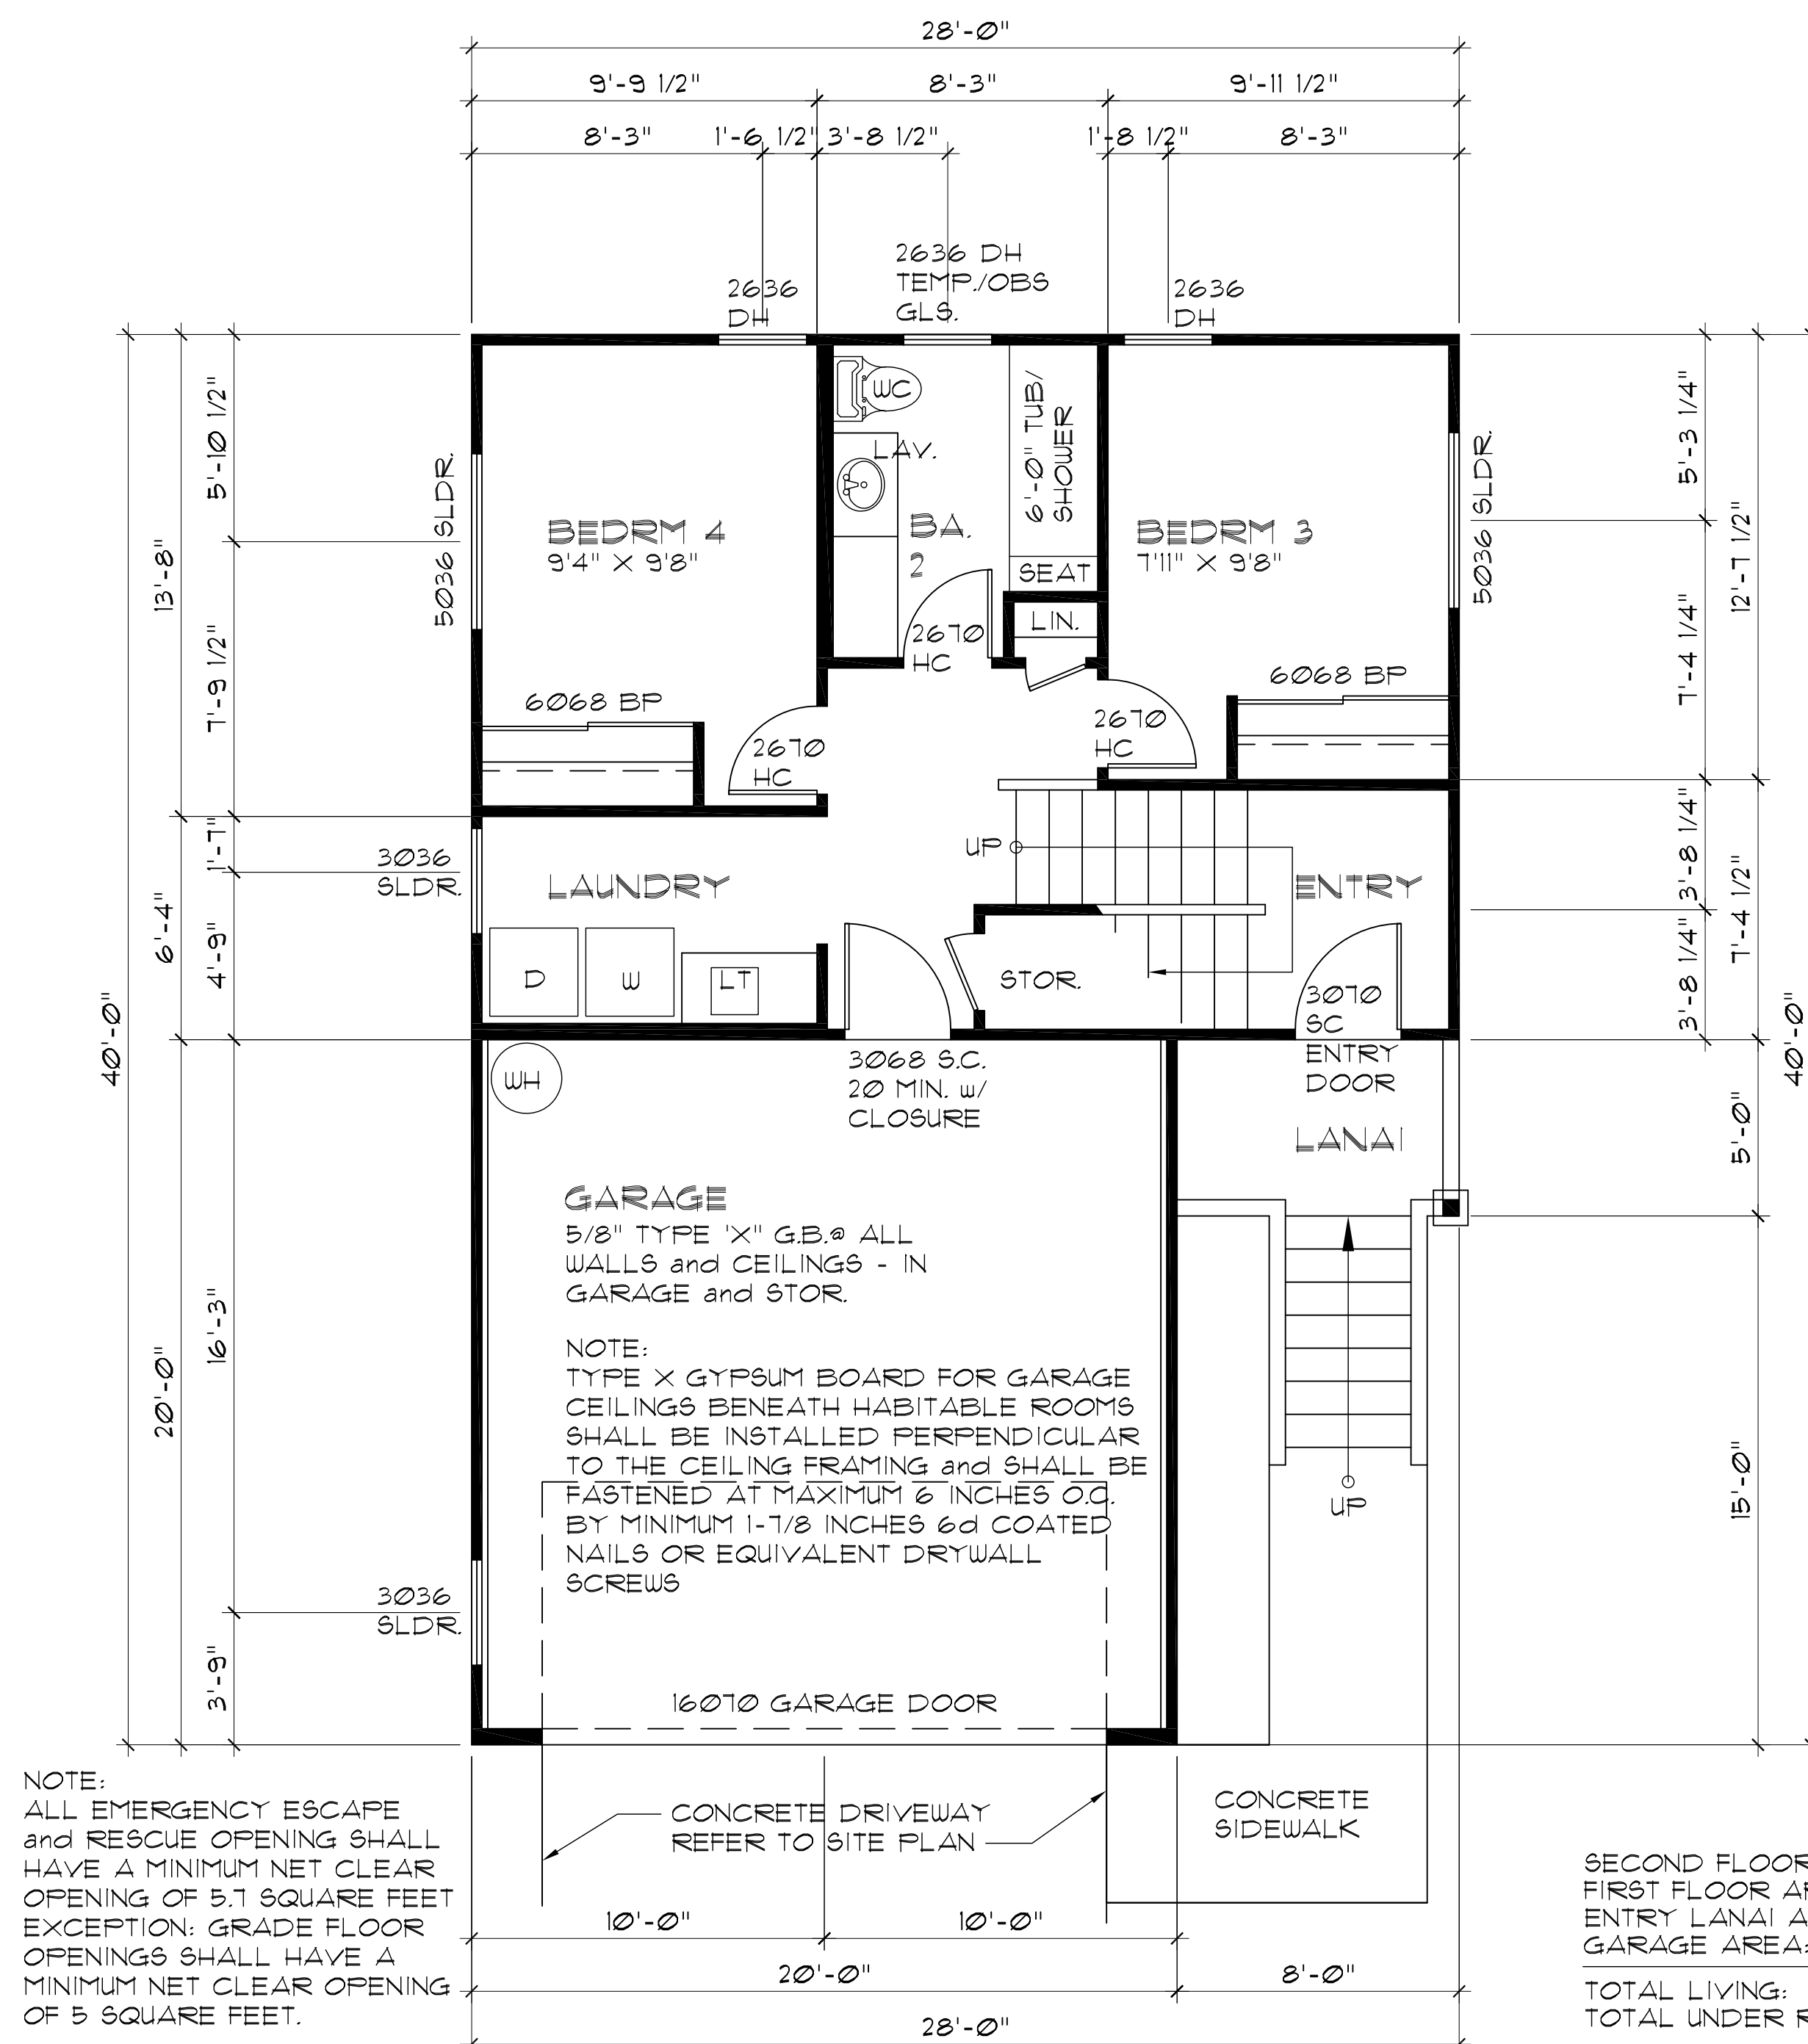 28'-0"
9'-9 1/2" 8'-3" 9'-11 1/2"
8'-3" 1'-6 1/2" 3'-8 1/2" 1'-8 1/2" 8'-3"
2636 DH
TEMP./OBS
GLS.
2636
DH
2636
DH
5'-10 1/2"
13'-8"
7'-9 1/2"
5036 SLDR.
WC
LAV.
6'-0" TUB/
SHOWER
BA.
2
SEAT
LIN.
BEDRM 4
9'4" X 9'8"
BEDRM 3
7'11" X 9'8"
5036 SLDR.
5'-3 1/4"
12'-7 1/2"
7'-4 1/4"
6068 BP
2670
HC
2670
HC
2670
HC
6068 BP
3036
SLDR.
1'-7"
6'-4"
4'-9"
40'-0"
LAUNDRY
UP
ENTRY
D
W
LT
STOR.
3070
SC
ENTRY
DOOR
3'-8 1/4"
7'-4 1/2"
3'-8 1/4"
40'-0"
WH
3068 S.C.
20 MIN. w/
CLOSURE
LANAI
5'-0"
GARAGE
5/8" TYPE 'X" G.B.@ ALL
WALLS and CEILINGS - IN
GARAGE and STOR.
NOTE:
TYPE X GYPSUM BOARD FOR GARAGE
CEILINGS BENEATH HABITABLE ROOMS
SHALL BE INSTALLED PERPENDICULAR
TO THE CEILING FRAMING and SHALL BE
FASTENED AT MAXIMUM 6 INCHES O.C.
BY MINIMUM 1-7/8 INCHES 6d COATED
NAILS OR EQUIVALENT DRYWALL
SCREWS
16'-3"
20'-0"
UP
15'-0"
3036
SLDR.
3'-9"
16070 GARAGE DOOR
NOTE:
ALL EMERGENCY ESCAPE
and RESCUE OPENING SHALL
HAVE A MINIMUM NET CLEAR
OPENING OF 5.7 SQUARE FEET
EXCEPTION: GRADE FLOOR
OPENINGS SHALL HAVE A
MINIMUM NET CLEAR OPENING
OF 5 SQUARE FEET.
CONCRETE DRIVEWAY
REFER TO SITE PLAN
CONCRETE
SIDEWALK
10'-0" 10'-0"
20'-0" 8'-0"
28'-0"
SECOND FLOOR
FIRST FLOOR
ENTRY LANAI
GARAGE AREA:
TOTAL LIVING:
TOTAL UNDER